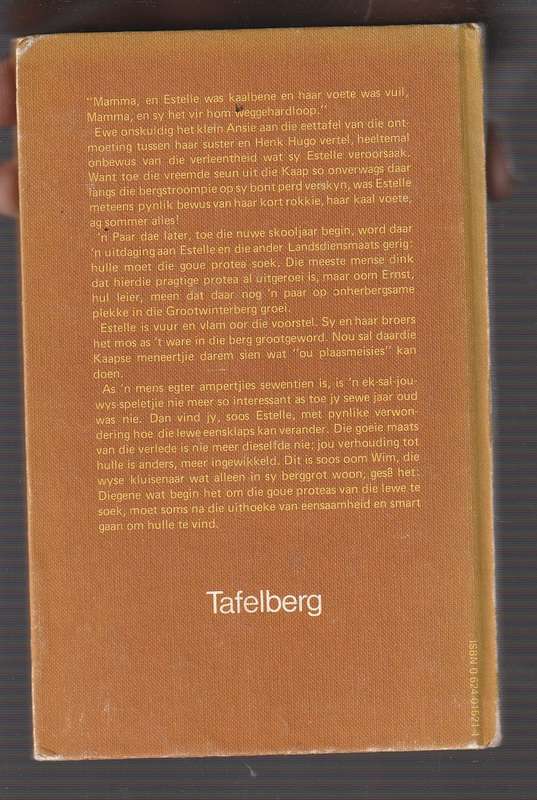 "Mamma, en Estelle was kaalbene en haar voete was vuil,
Mamma, en sy het vir hom weggehardloop."
Ewe onskuldig het klein Ansie aan die eettafel van die ont-
moeting tussen haar suster en Henk Hugo vertel, heeltemal
onbewus van die verleentheid wat sy Estelle veroorsaak.
Want toe die vreemde seun uit die Kaap so onverwags daar
langs die bergstroompie op sy bont perd verskyn, was Estelle
meteens pynlik bewus van haar kort rokkie, haar kaal voete,
ag sommer alles!
'n Paar dae later, toe die nuwe skooljaar begin, word daar
'n uitdaging aan Estelle en die ander Landsdiensmaats gerig:
hulle moet die goue protea soek. Die meeste mense dink
dat hierdie pragtige protea al uitgeroei is, maar oom Ernst,
hul leier, meen dat daar nog 'n paar op onherbergsame
plekke in die Grootwinterberg groei.
Estelle is vuur en vlam oor die voorstel. Sy en haar broers
het mos as 't ware in die berg grootgeword. Nou sal daardie
Kaapse meneertjie darem sien wat "ou plaasmeisies" kan
doen.
As 'n mens egter ampertjies sewentien is, is 'n ek-sal-jou-
wys-speletjie nie meer so interessant as toe jy sewe jaar oud
was nie. Dan vind jy, soos Estelle, met pynlike verwon-
dering hoe die lewe eensklaps kan verander. Die goeie maats
van die verlede is nie meer dieselfde nie; jou verhouding tot
hulle is anders, meer ingewikkeld. Dit is soos oom Wim, die
wyse kluisenaar wat alleen in sy berggrot woon, gesê het:
Diegene wat begin het om die goue proteas van die lewe te
soek, moet soms na die uithoeke van eensaamheid en smart
gaan om hulle te vind.
Tafelberg
ISBN 0 624 01521 4